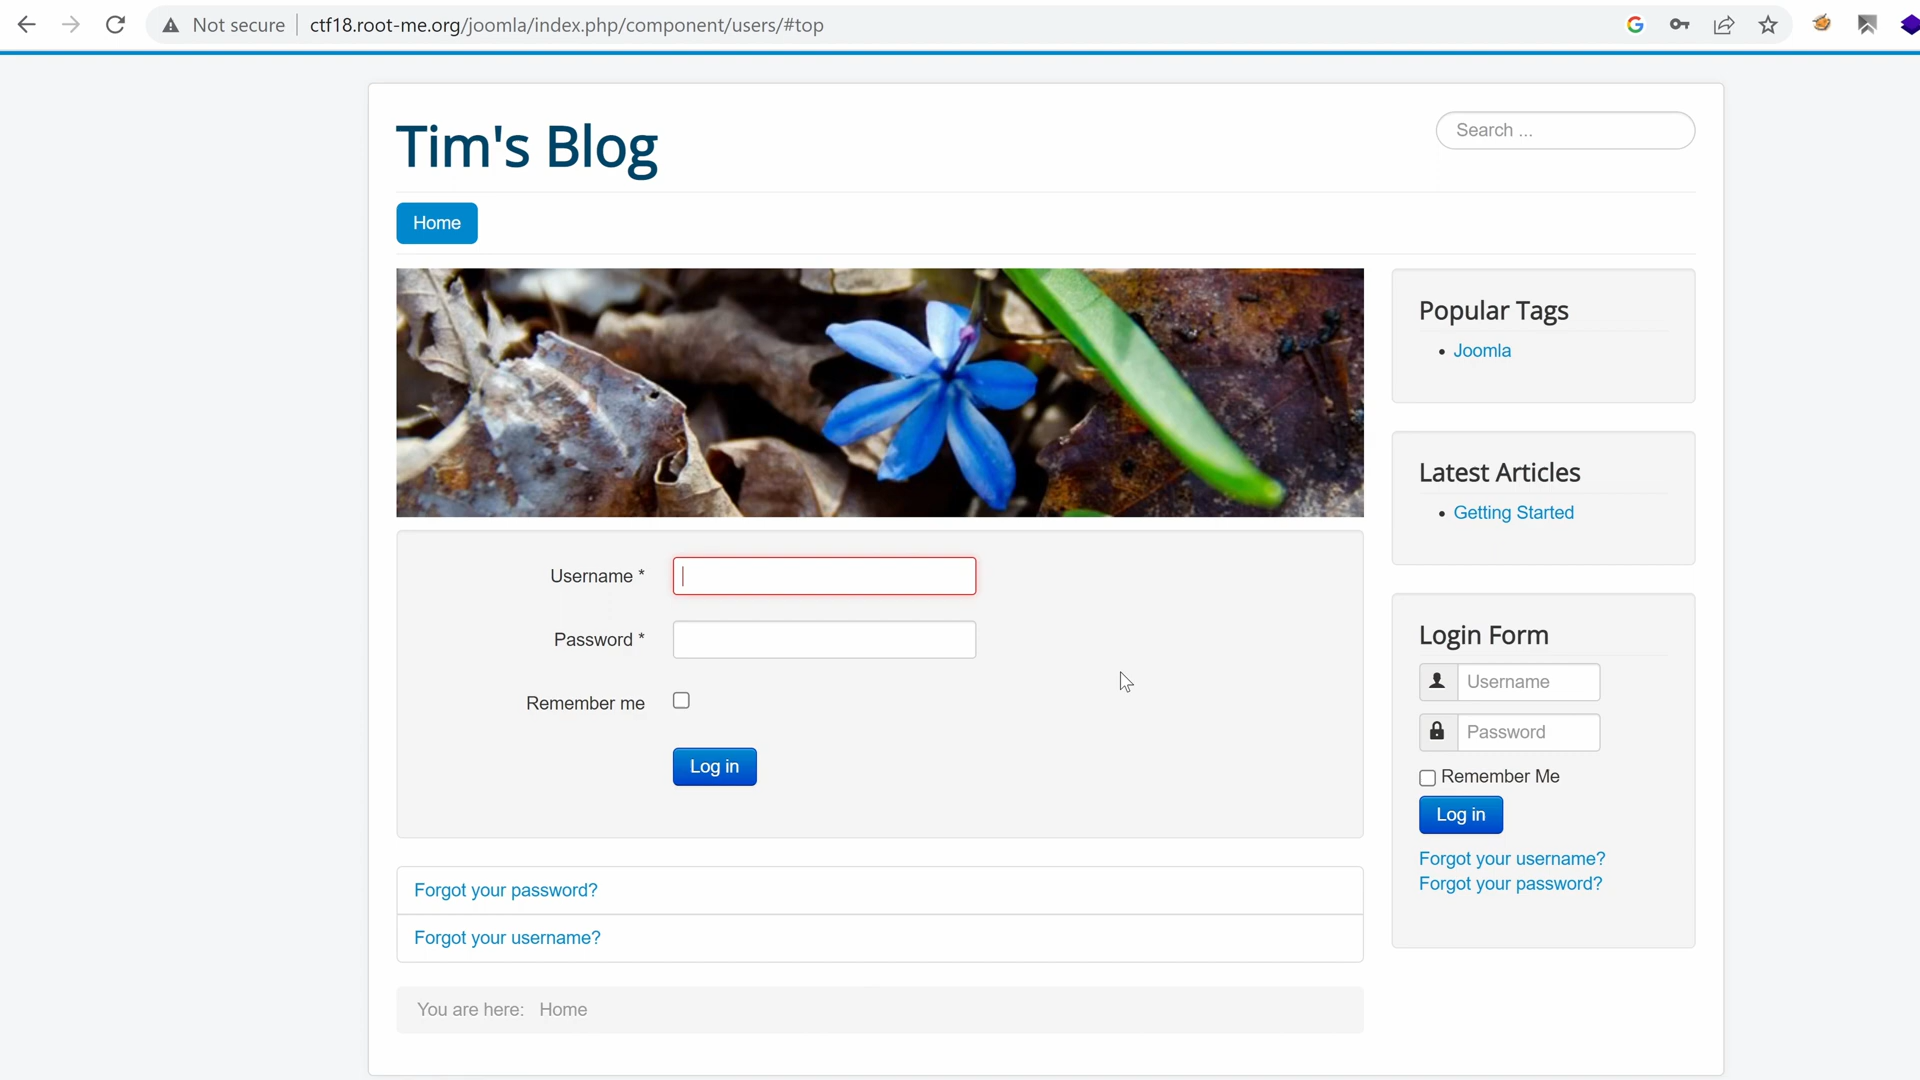 Not secure
ctf18.root-me.org/joomla/index.php/component/users/#top
Tim's Blog
Search ...
Home
Username *
Password *
Remember me
Log in
Forgot your password?
Forgot your username?
You are here: Home
Popular Tags
Joomla
Latest Articles
Getting Started
Login Form
Username
Password
Remember Me
Log in
Forgot your username?
Forgot your password?